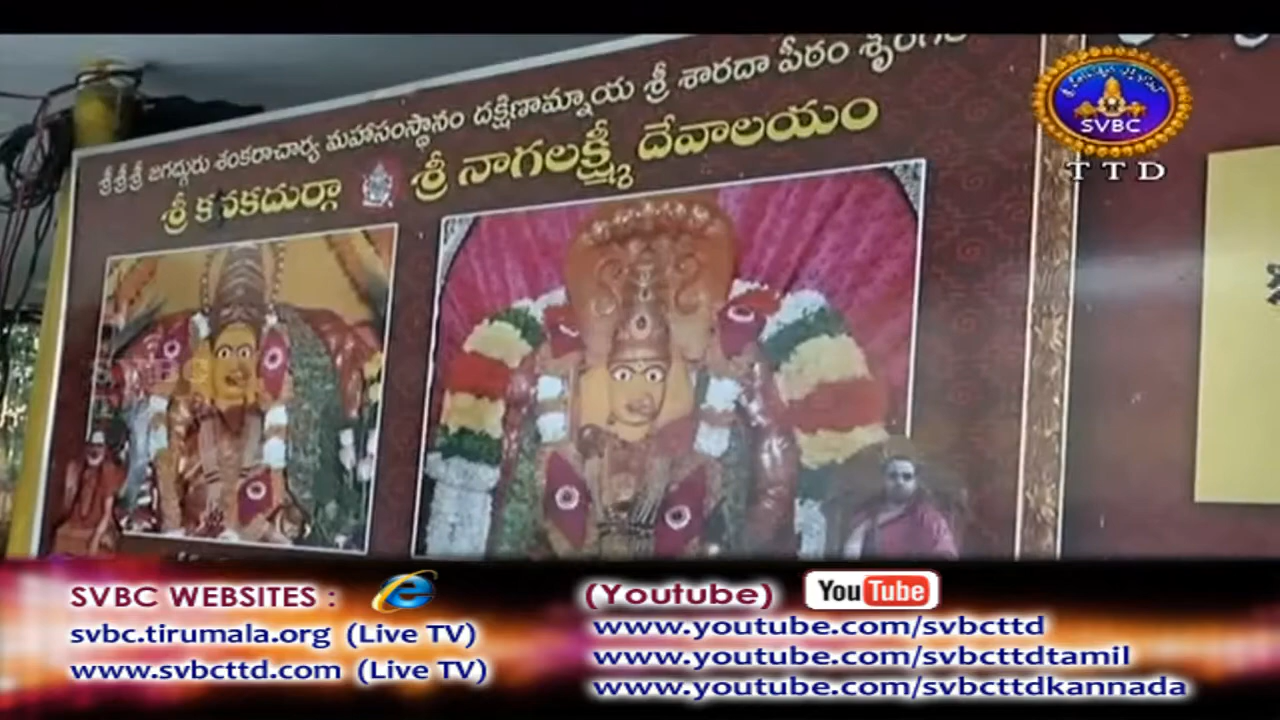 శ్రీశ్రీశ్రీ జగద్గురు శంకరాచార్య మహాసంస్థానం దక్షిణామ్నాయ శ్రీ శారదా పీఠం
శ్రీ కనకదుర్గా శ్రీ నాగలక్ష్మీ దేవాలయం
SVBC
TTD
SVBC WEBSITES :
svbc.tirumala.org (Live TV)
www.svbcttd.com (Live TV)
(Youtube) YouTube
www.youtube.com/svbcttd
www.youtube.com/svbcttdtamil
www.youtube.com/svbcttdkannada